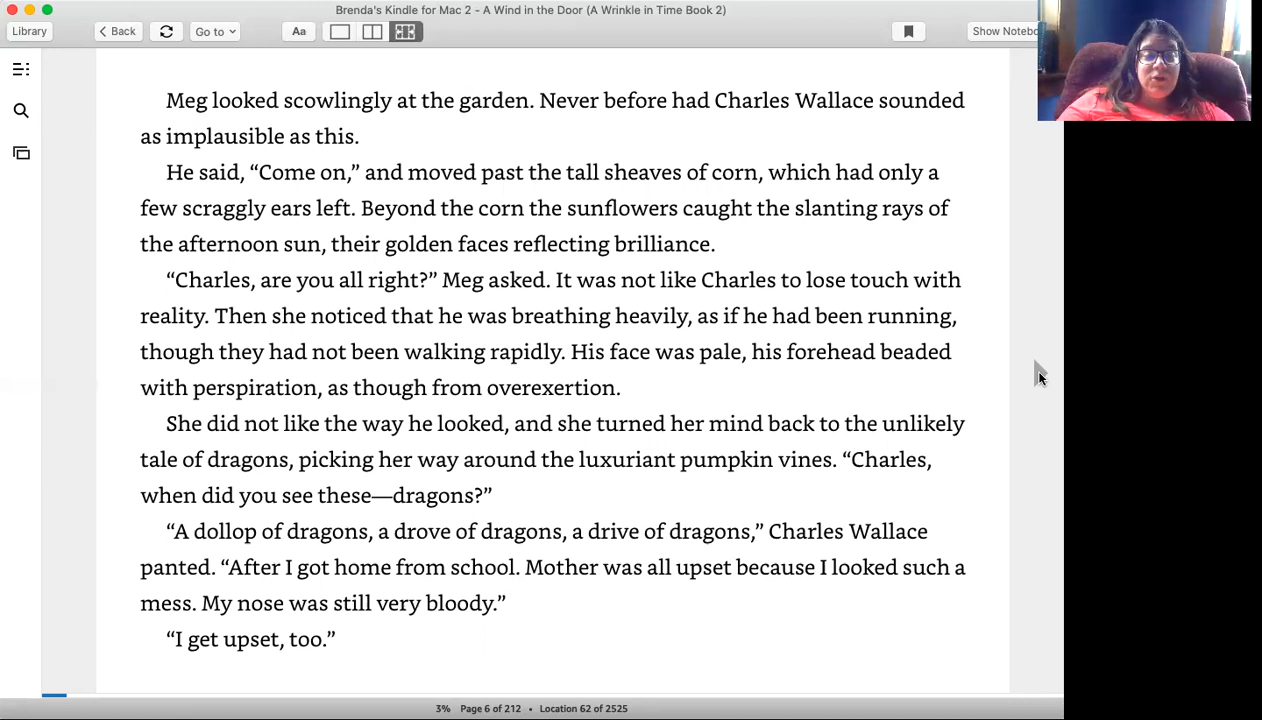 Brenda's Kindle for Mac 2 - A Wind in the Door (A Wrinkle in Time Book 2)
Library
Back
Go to
Aa
Show Notebo
Meg looked scowlingly at the garden. Never before had Charles Wallace sounded
as implausible as this.
He said, “Come on,” and moved past the tall sheaves of corn, which had only a
few scraggly ears left. Beyond the corn the sunflowers caught the slanting rays of
the afternoon sun, their golden faces reflecting brilliance.
“Charles, are you all right?” Meg asked. It was not like Charles to lose touch with
reality. Then she noticed that he was breathing heavily, as if he had been running,
though they had not been walking rapidly. His face was pale, his forehead beaded
with perspiration, as though from overexertion.
She did not like the way he looked, and she turned her mind back to the unlikely
tale of dragons, picking her way around the luxuriant pumpkin vines. “Charles,
when did you see these—dragons?”
“A dollop of dragons, a drove of dragons, a drive of dragons,” Charles Wallace
panted. “After I got home from school. Mother was all upset because I looked such a
mess. My nose was still very bloody.”
“I get upset, too.”
3% Page 6 of 212 • Location 62 of 2525